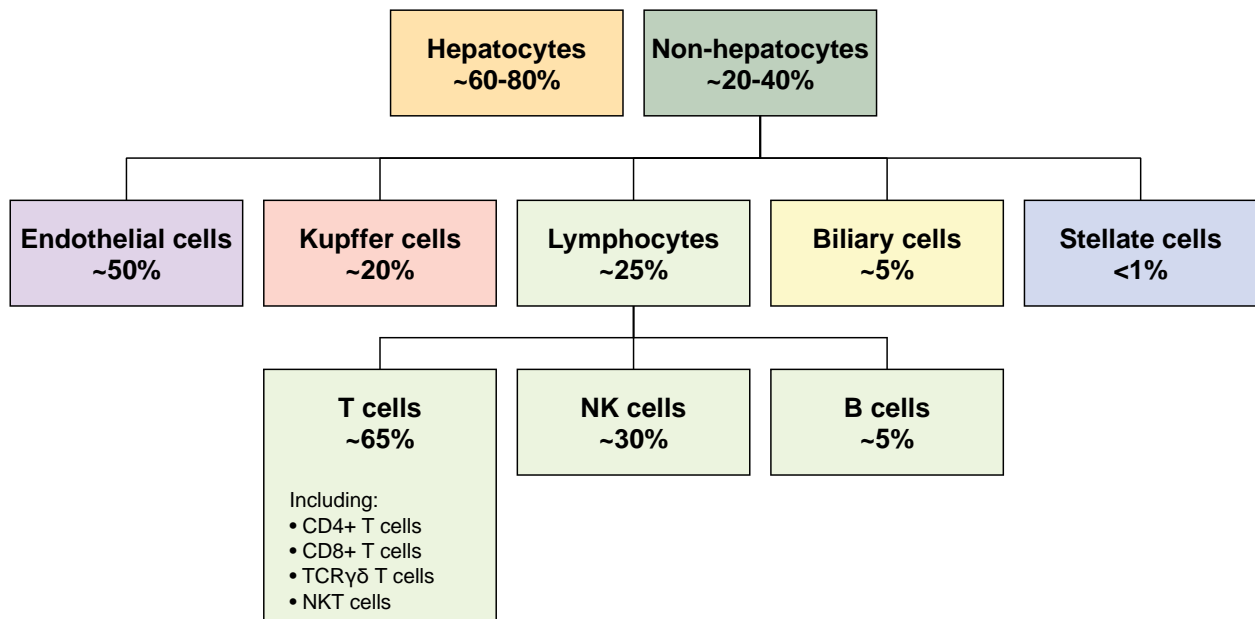 Hepatocytes
~60-80%
Non-hepatocytes
~20-40%
Endothelial cells
~50%
Kupffer cells
~20%
Lymphocytes
~25%
Biliary cells
~5%
Stellate cells
<1%
T cells
~65%
Including:
• CD4+ T cells
• CD8+ T cells
• TCRγδ T cells
• NKT cells
NK cells
~30%
B cells
~5%